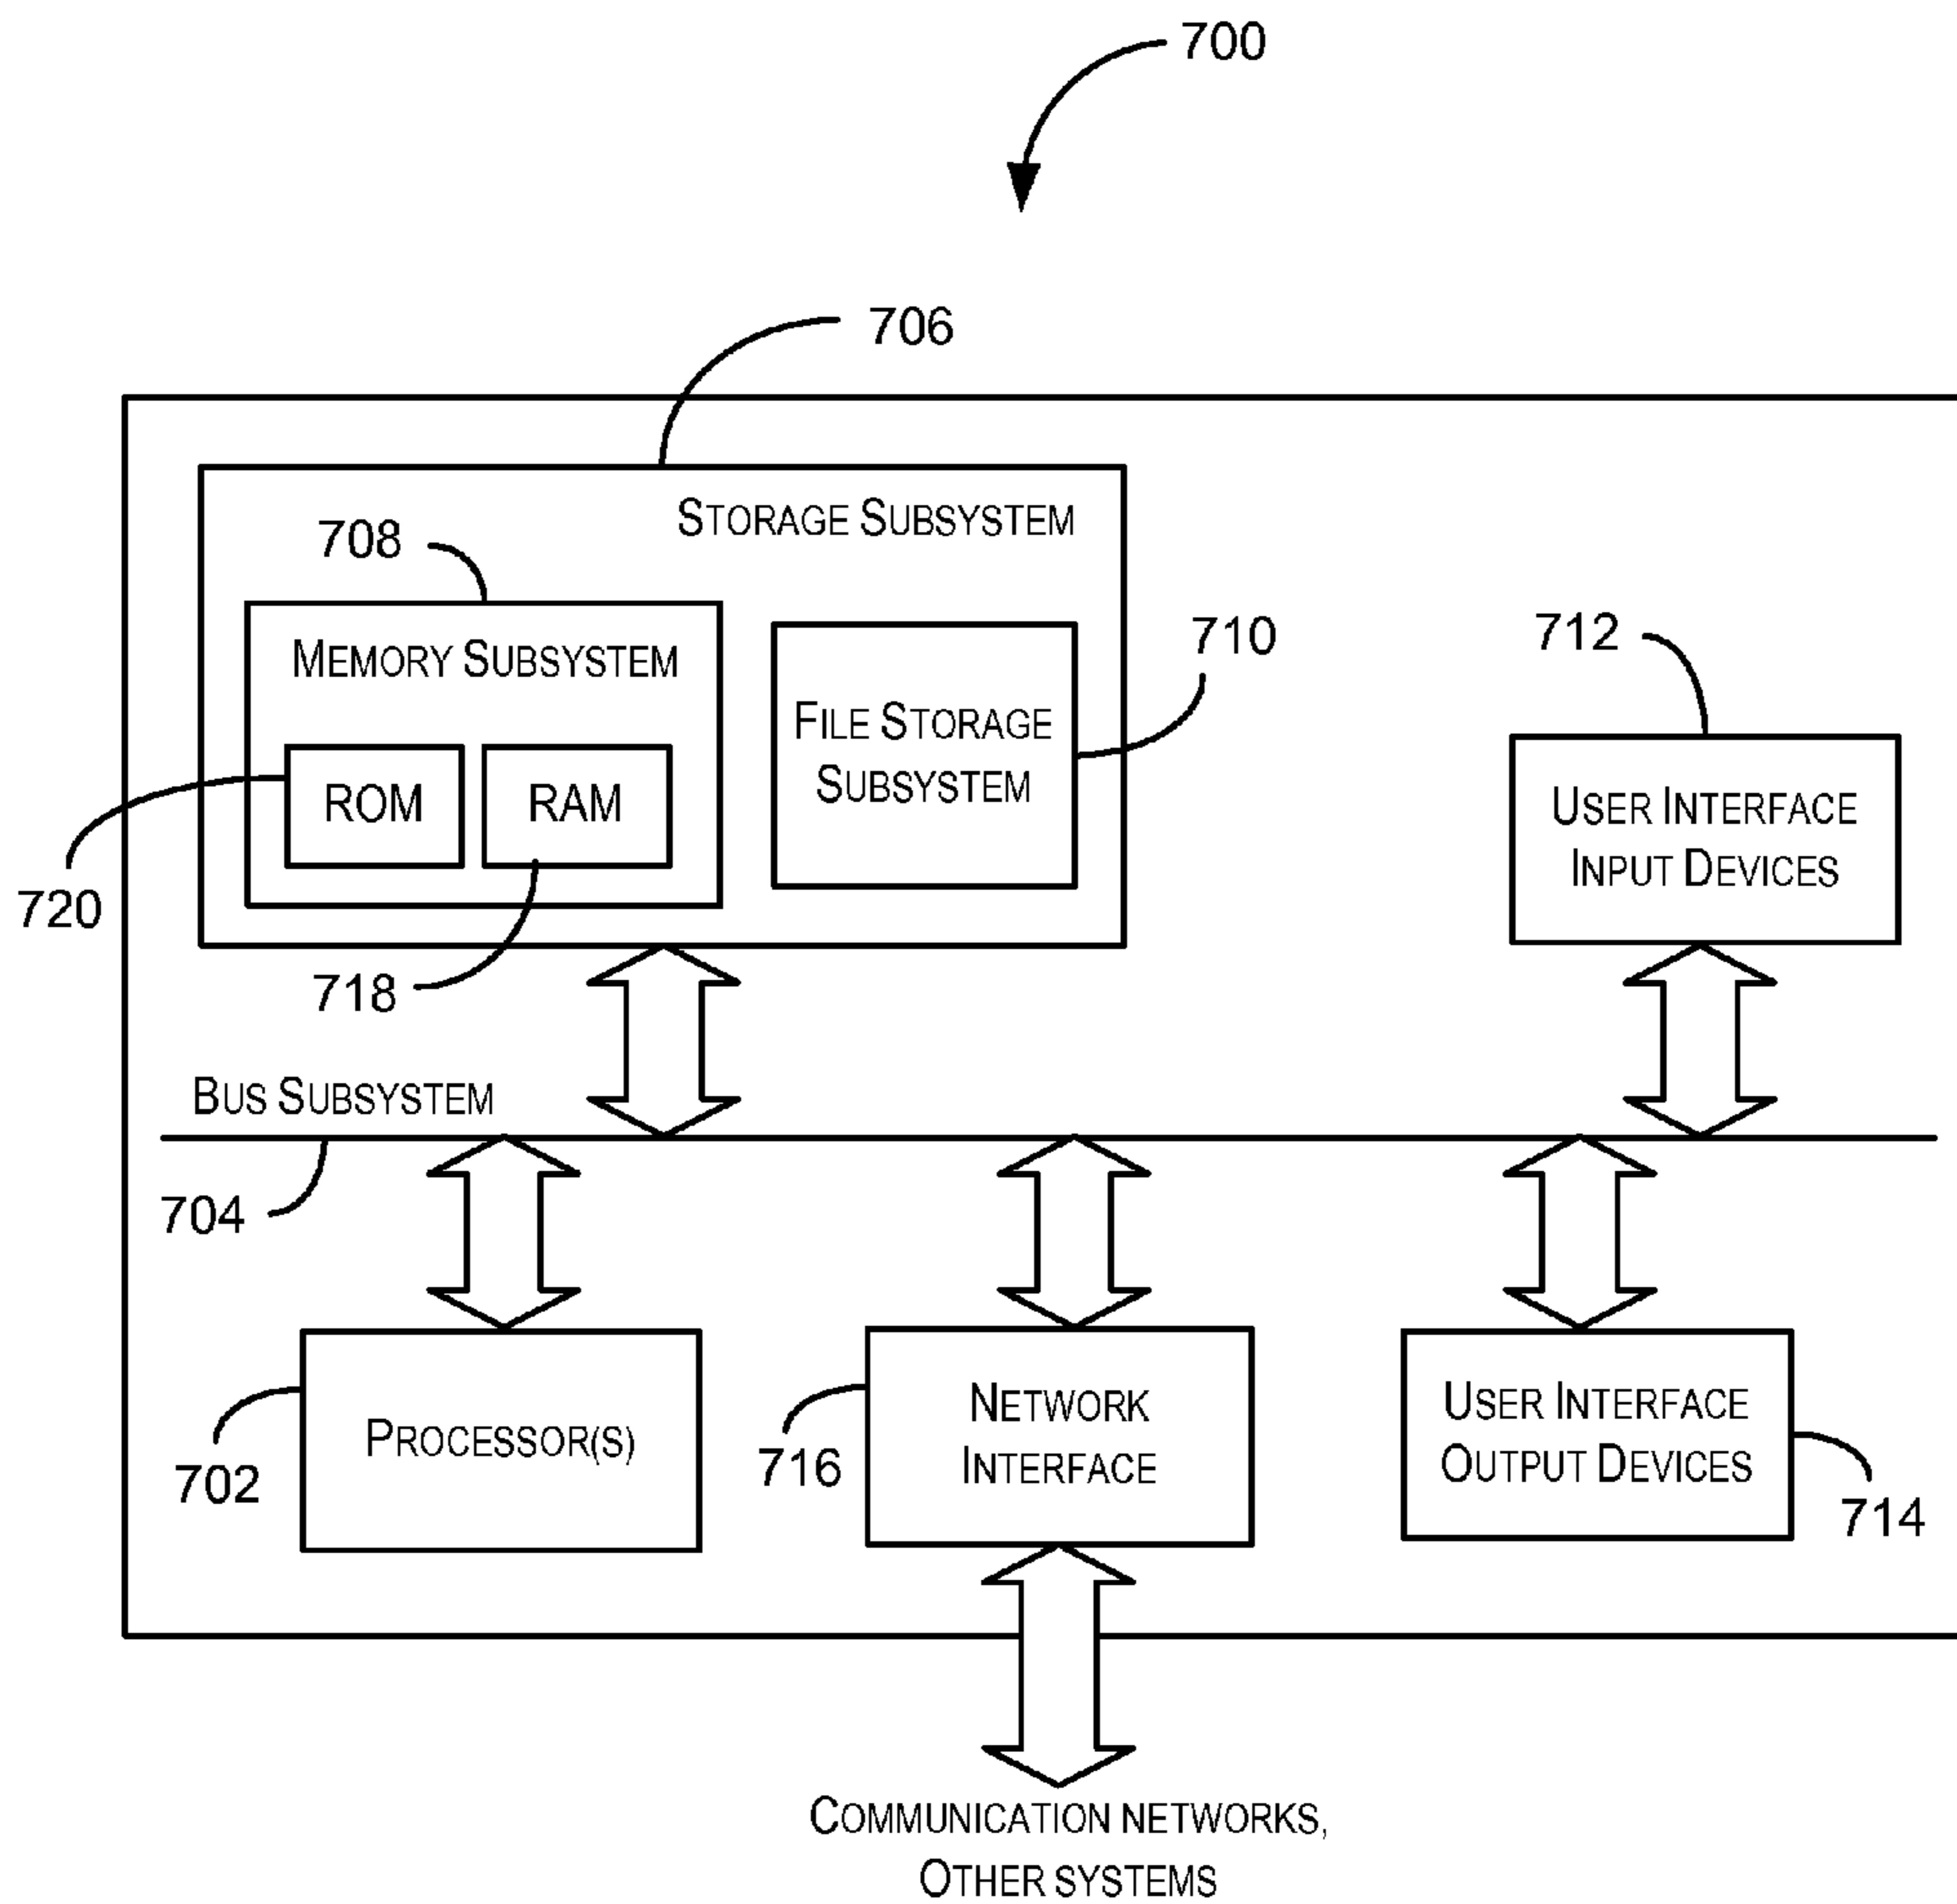 700
706
STORAGE SUBSYSTEM
708
MEMORY SUBSYSTEM
710
712
FILE STORAGE
SUBSYSTEM
ROM
RAM
USER INTERFACE
INPUT DEVICES
720
718
BUS SUBSYSTEM
704
PROCESSOR(S)
702
NETWORK
INTERFACE
716
USER INTERFACE
OUTPUT DEVICES
714
COMMUNICATION NETWORKS,
OTHER SYSTEMS